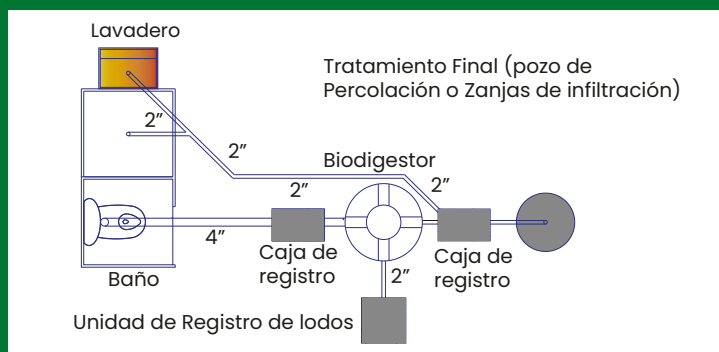 Lavadero
Tratamiento Final (pozo de
Percolación o Zanjas de infiltración)
2”
2”
Biodigestor
2”
2”
4”
Caja de
registro
Caja de
registro
Baño
2”
Unidad de Registro de lodos